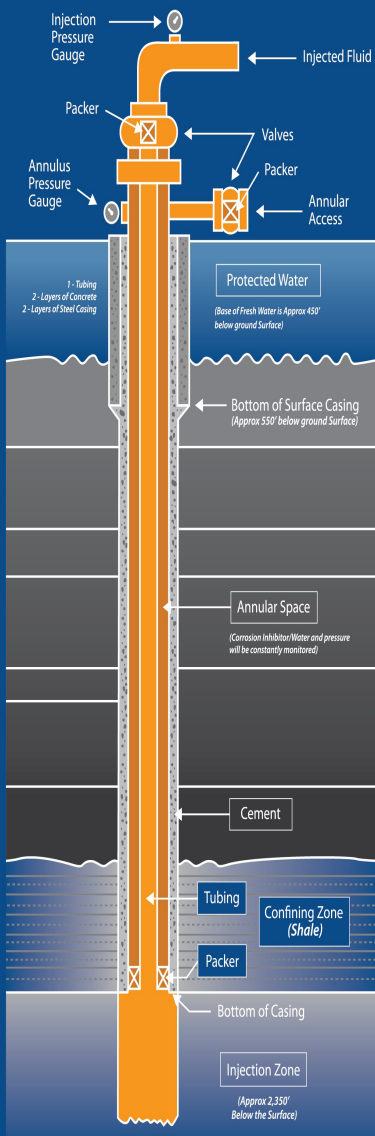 Injection
Pressure
Gauge
Injected Fluid
Packer
Valves
Annulus
Pressure
Gauge
Packer
Annular
Access
1 - Tubing
2 - Layers of Concrete
2 - Layers of Steel Casing
Protected Water
(Base of Fresh Water is Approx 450'
below ground Surface)
Bottom of Surface Casing
(Approx 550' below ground Surface)
Annular Space
(Corrosion Inhibitor/Water and pressure
will be constantly monitored)
Cement
Tubing
Confining Zone
(Shale)
Packer
Bottom of Casing
Injection Zone
(Approx 2,350'
Below the Surface)